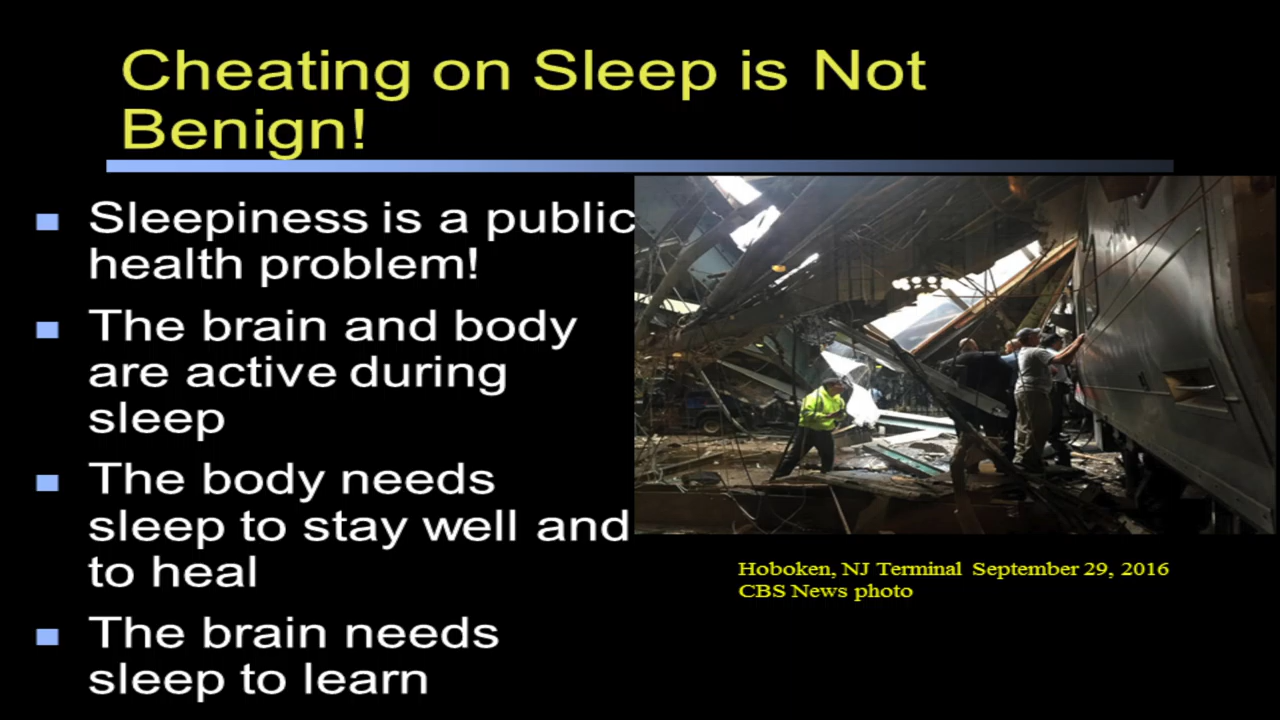 Cheating on Sleep is Not
Benign!
Sleepiness is a public
health problem!
The brain and body
are active during
sleep
The body needs
sleep to stay well and
to heal
The brain needs
sleep to learn
Hoboken, NJ Terminal September 29, 2016
CBS News photo